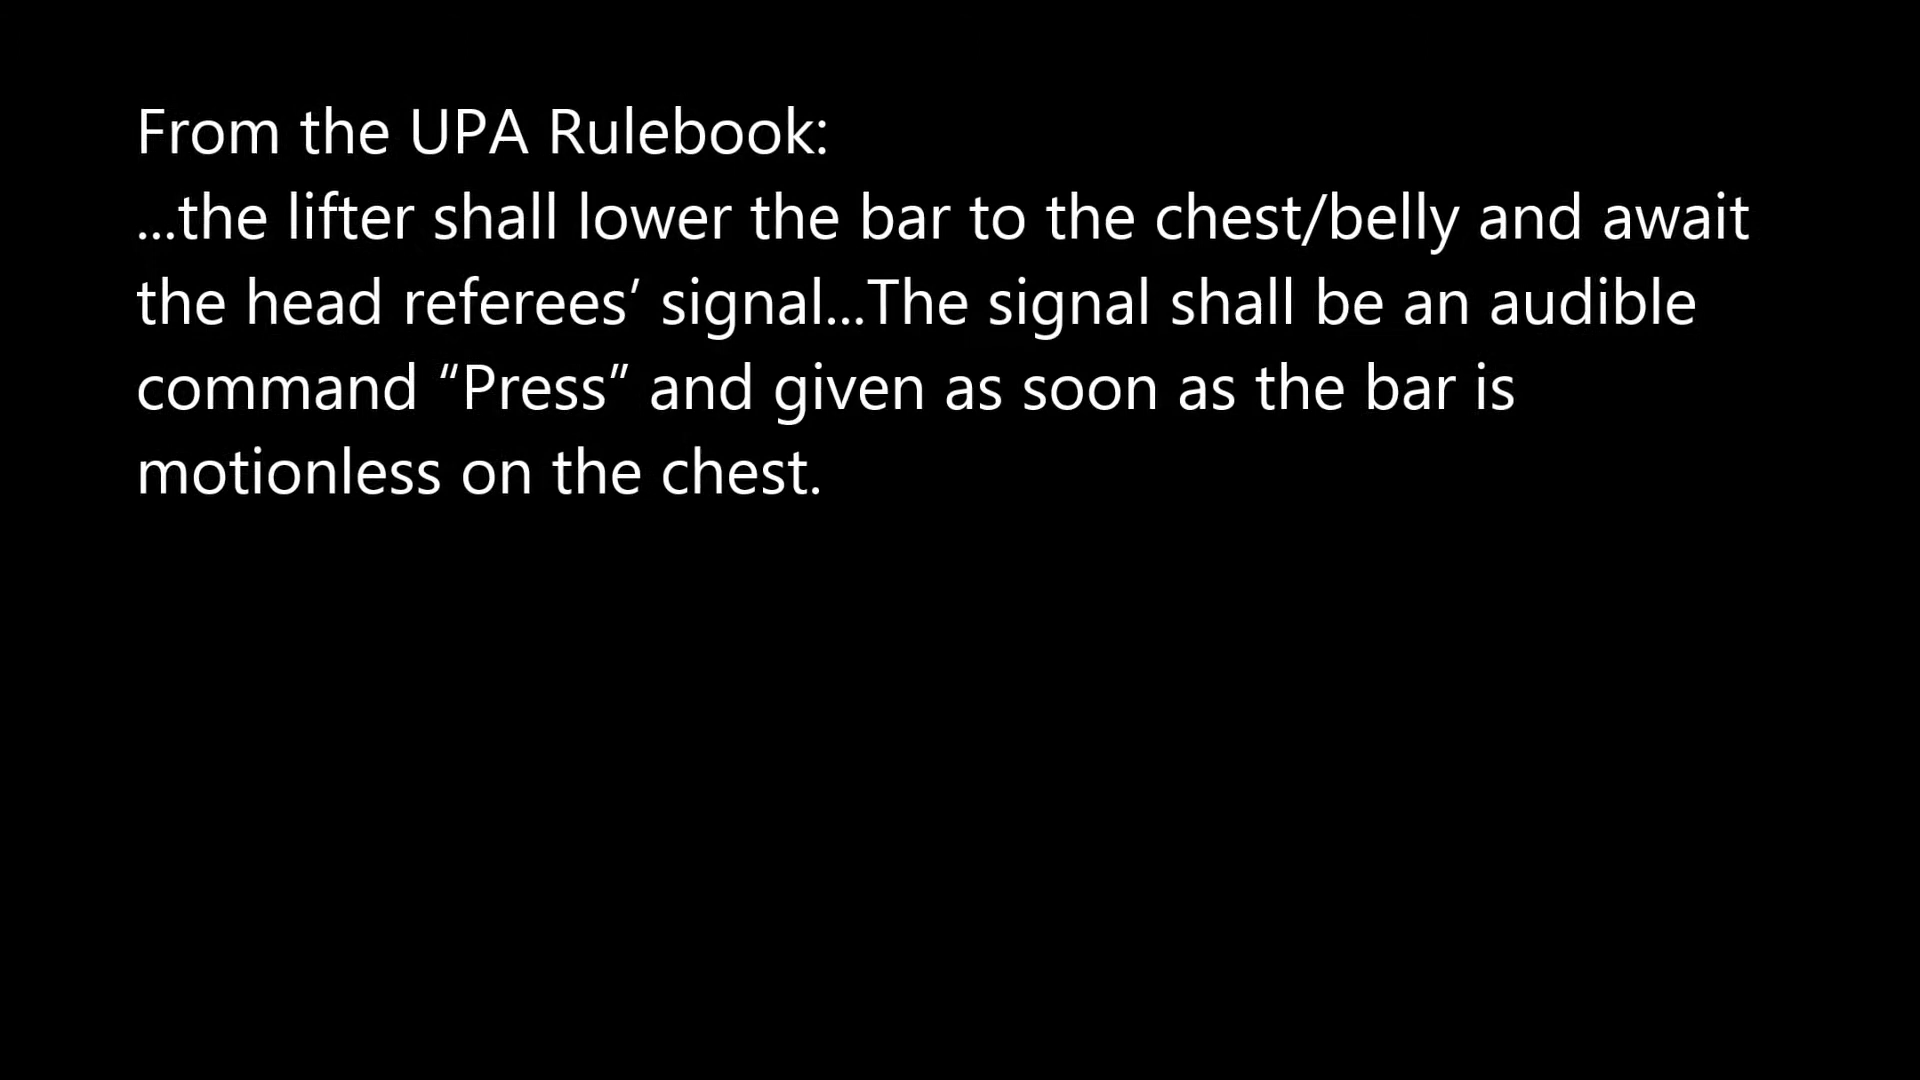 From the UPA Rulebook:
...the lifter shall lower the bar to the chest/belly and await
the head referees’ signal...The signal shall be an audible
command “Press” and given as soon as the bar is
motionless on the chest.